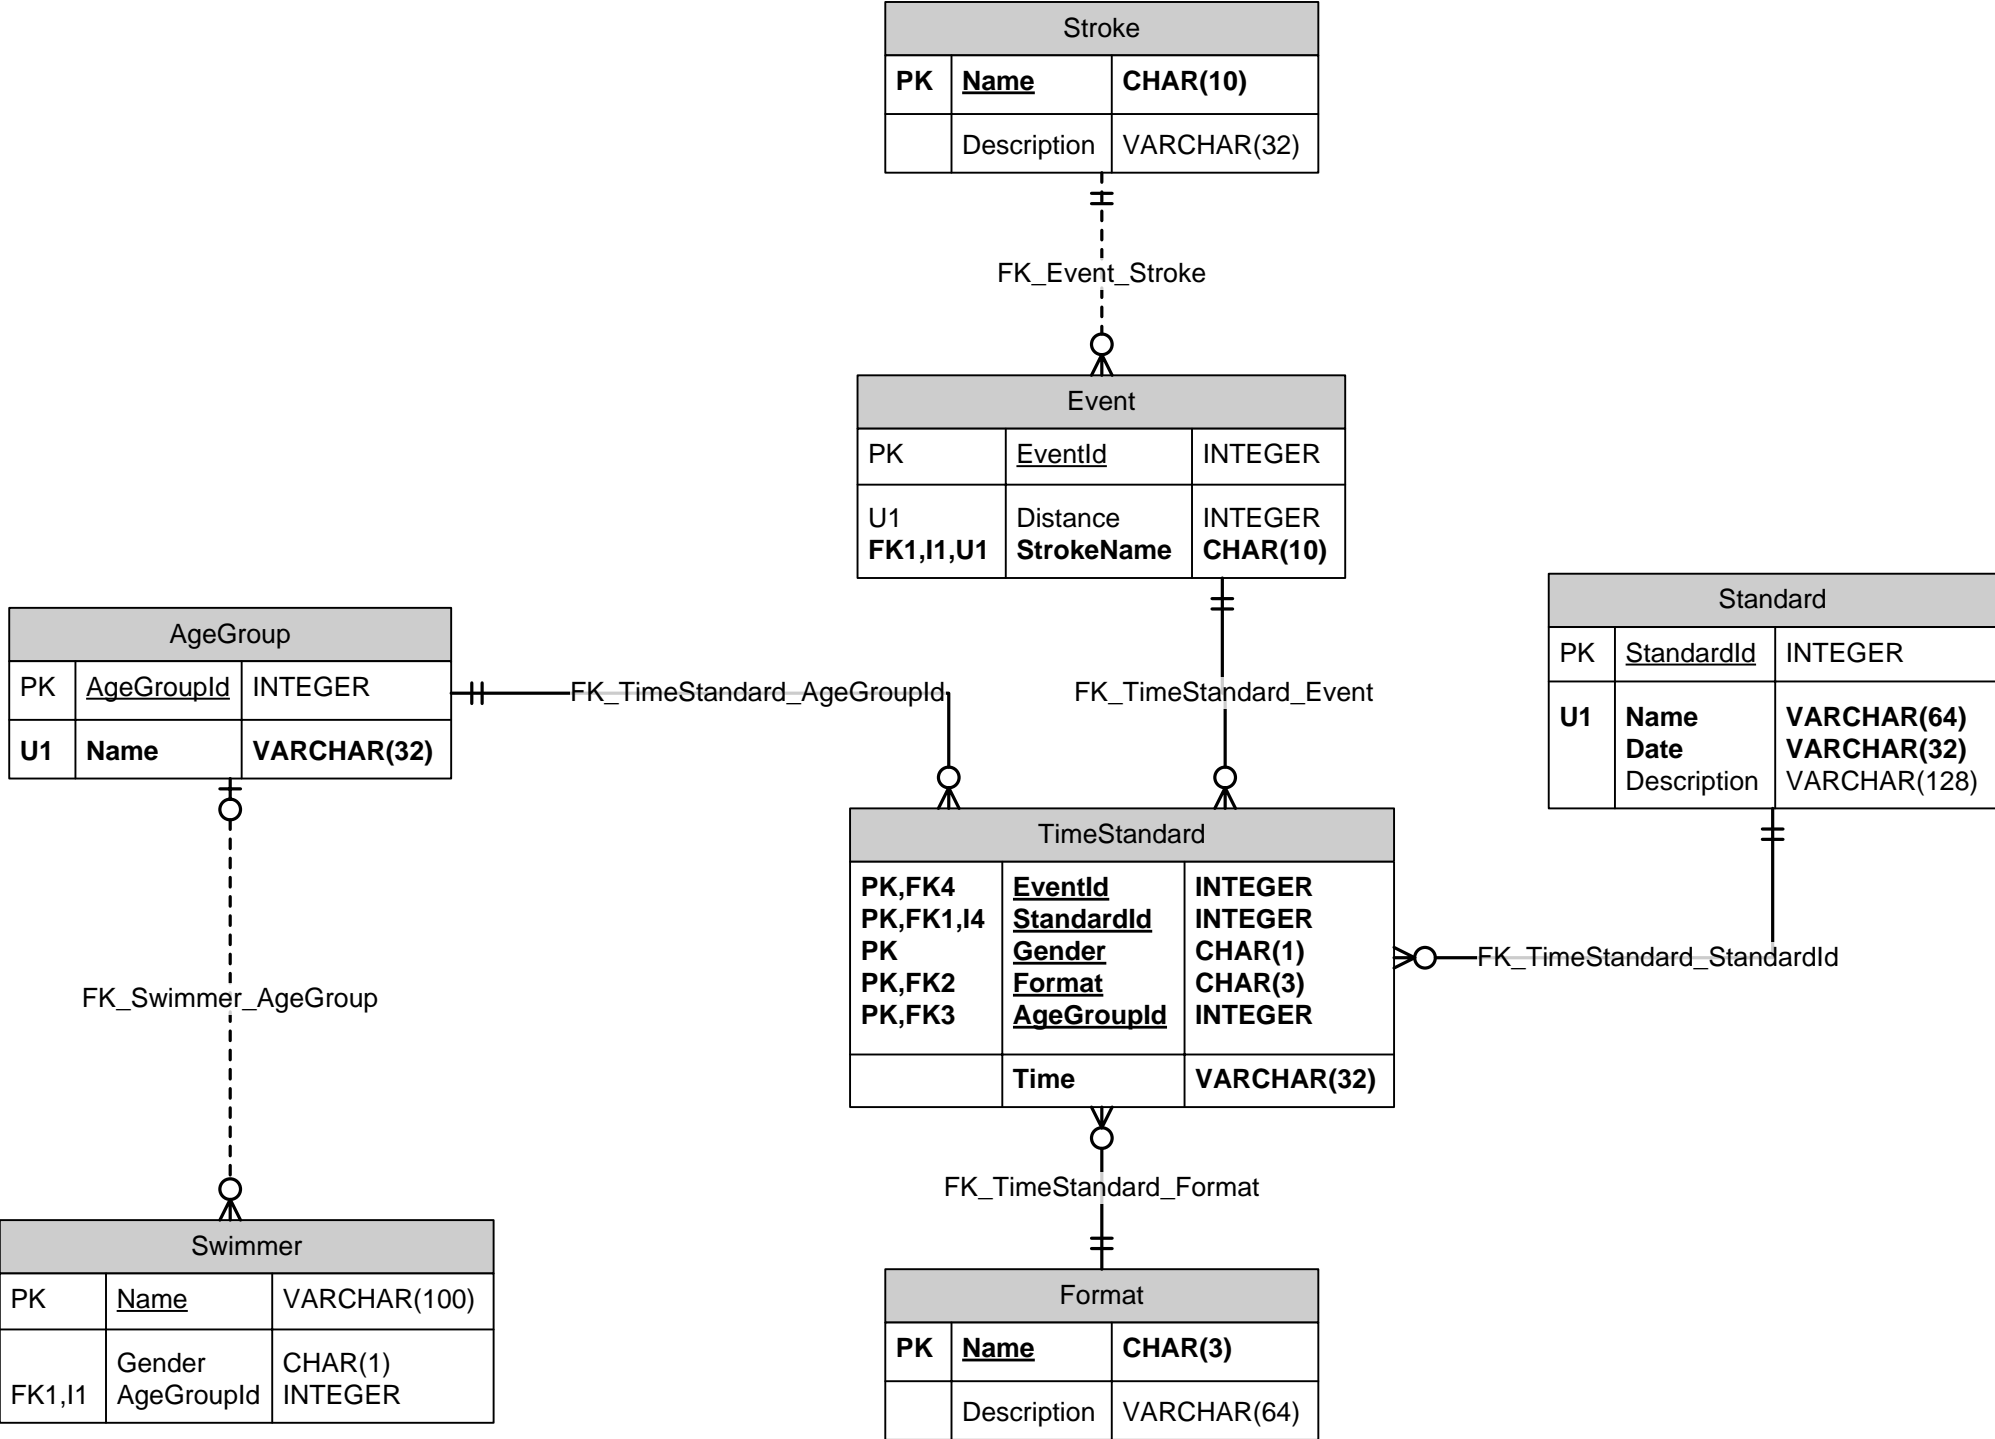 Stroke
PK Name CHAR(10)
Description VARCHAR(32)
FK_Event_Stroke
Event
PK EventId INTEGER
U1 Distance INTEGER
FK1,I1,U1 StrokeName CHAR(10)
AgeGroup
PK AgeGroupId INTEGER
U1 Name VARCHAR(32)
FK_TimeStandard_AgeGroupId
FK_TimeStandard_Event
Standard
PK StandardId INTEGER
U1 Name VARCHAR(64)
Date VARCHAR(32)
Description VARCHAR(128)
TimeStandard
PK,FK4 EventId INTEGER
PK,FK1,I4 StandardId INTEGER
PK Gender CHAR(1)
PK,FK2 Format CHAR(3)
PK,FK3 AgeGroupId INTEGER
Time VARCHAR(32)
FK_TimeStandard_StandardId
FK_Swimmer_AgeGroup
FK_TimeStandard_Format
Swimmer
PK Name VARCHAR(100)
Gender CHAR(1)
FK1,I1 AgeGroupId INTEGER
Format
PK Name CHAR(3)
Description VARCHAR(64)